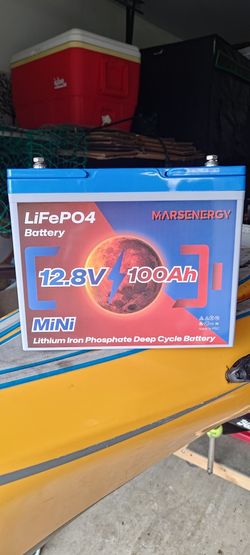 LiFePO4
Battery
MARSENERGY
12.8V 100Ah
MiNi
Lithium Iron Phosphate Deep Cycle Battery